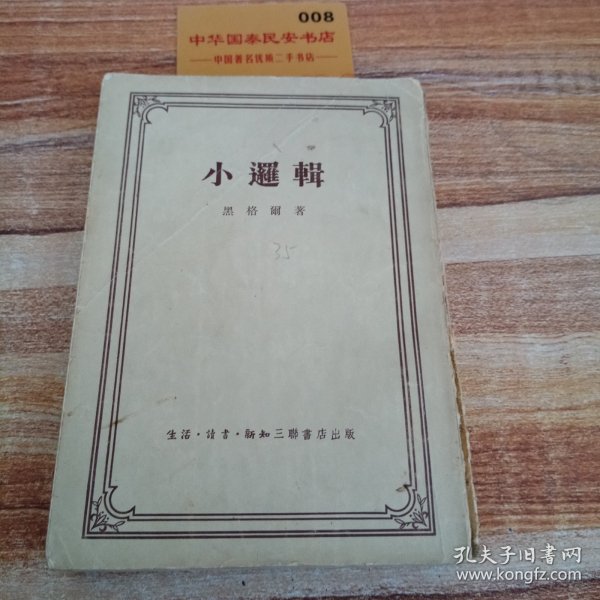 008
中华国泰民安书店
中国著名优质二手书店
小邏輯
黑格爾著
35
生活·讀書·新知三聯書店出版
孔夫子旧书网
www.kongfz.com